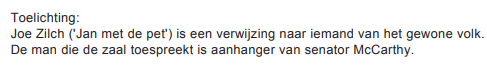 Toelichting:
Joe Zilch ('Jan met de pet') is een verwijzing naar iemand van het gewone volk.
De man die de zaal toespreekt is aanhanger van senator McCarthy.